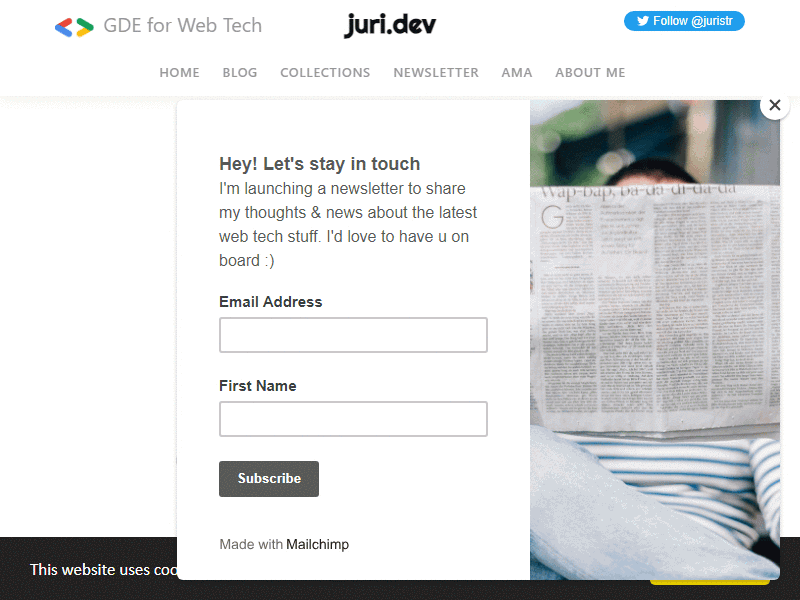 GDE for Web Tech
juri.dev
Follow @juristr
HOME BLOG COLLECTIONS NEWSLETTER AMA ABOUT ME
Hey! Let's stay in touch
I'm launching a newsletter to share
my thoughts & news about the latest
web tech stuff. I'd love to have u on
board :)
Email Address
First Name
Subscribe
Made with Mailchimp
Wap-bap, ba-da di-da-da
This website uses